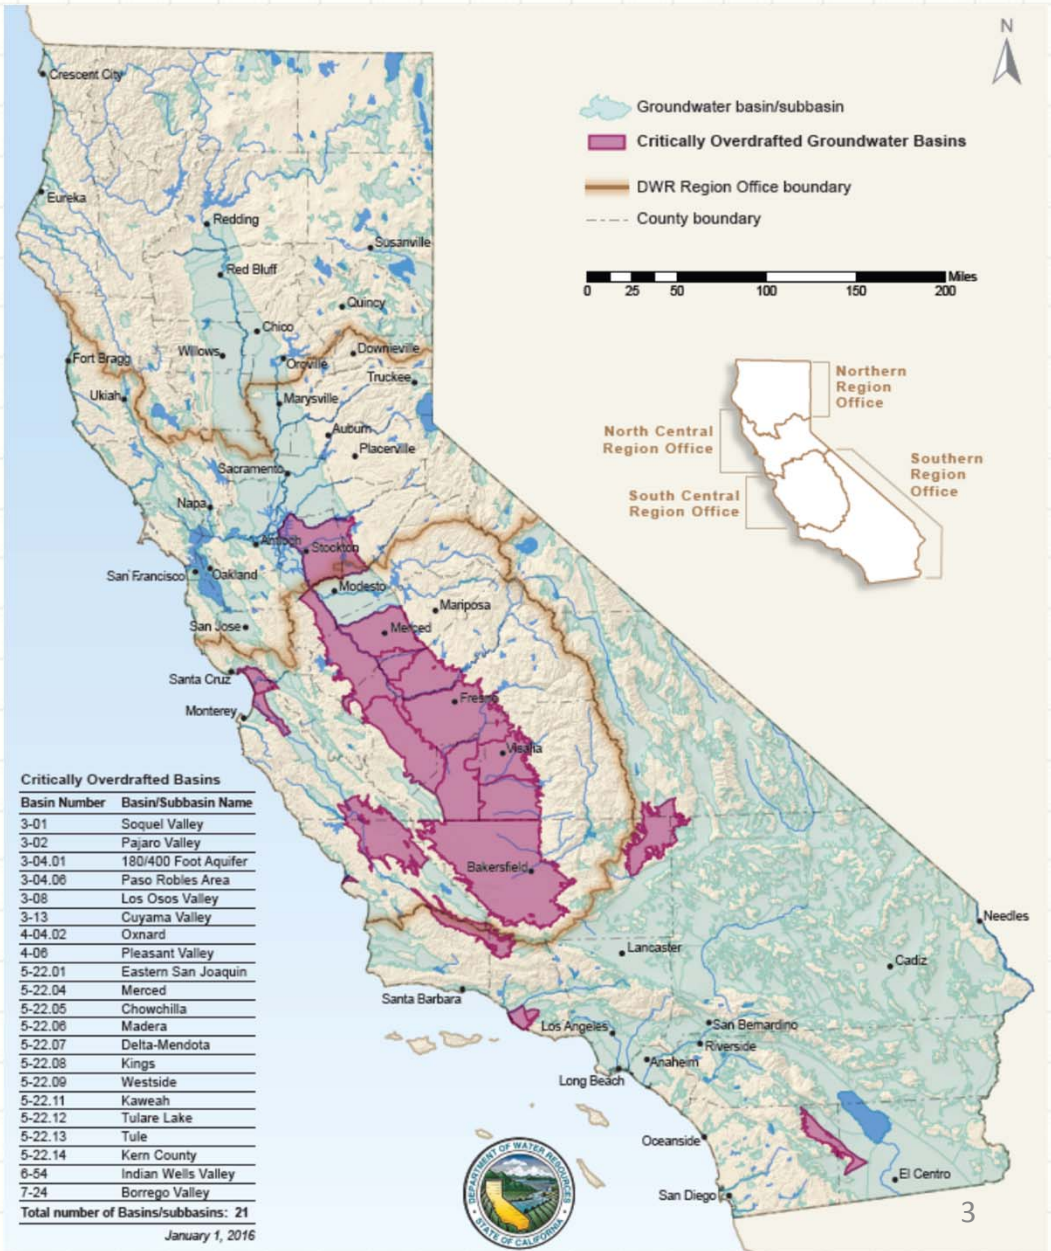 N
Groundwater basin/subbasin
Critically Overdrafted Groundwater Basins
DWR Region Office boundary
County boundary
Miles
0 25 50 100 150 200
Northern
Region
Office
North Central
Region Office
South Central
Region Office
Southern
Region
Office
Crescent City
Eureka
Redding
Susanville
Red Bluff
Quincy
Chico
Willows
Oroville
Downieville
Fort Bragg
Truckee
Ukiah
Marysville
Auburn
Placerville
Sacramento
Napa
Antioch
Stockton
San Francisco
Oakland
Modesto
Mariposa
San Jose
Merced
Santa Cruz
Fresno
Monterey
Visalia
Bakersfield
Needles
Lancaster
Cadiz
Santa Barbara
Los Angeles
San Bernardino
Riverside
Anaheim
Long Beach
Oceanside
El Centro
San Diego
Critically Overdrafted Basins
Basin Number Basin/Subbasin Name
3-01 Soquel Valley
3-02 Pajaro Valley
3-04.01 180/400 Foot Aquifer
3-04.06 Paso Robles Area
3-08 Los Osos Valley
3-13 Cuyama Valley
4-04.02 Oxnard
4-06 Pleasant Valley
5-22.01 Eastern San Joaquin
5-22.04 Merced
5-22.05 Chowchilla
5-22.06 Madera
5-22.07 Delta-Mendota
5-22.08 Kings
5-22.09 Westside
5-22.11 Kaweah
5-22.12 Tulare Lake
5-22.13 Tule
5-22.14 Kern County
6-54 Indian Wells Valley
7-24 Borrego Valley
Total number of Basins/subbasins: 21
January 1, 2016
DEPARTMENT OF WATER RESOURCES
STATE OF CALIFORNIA
3